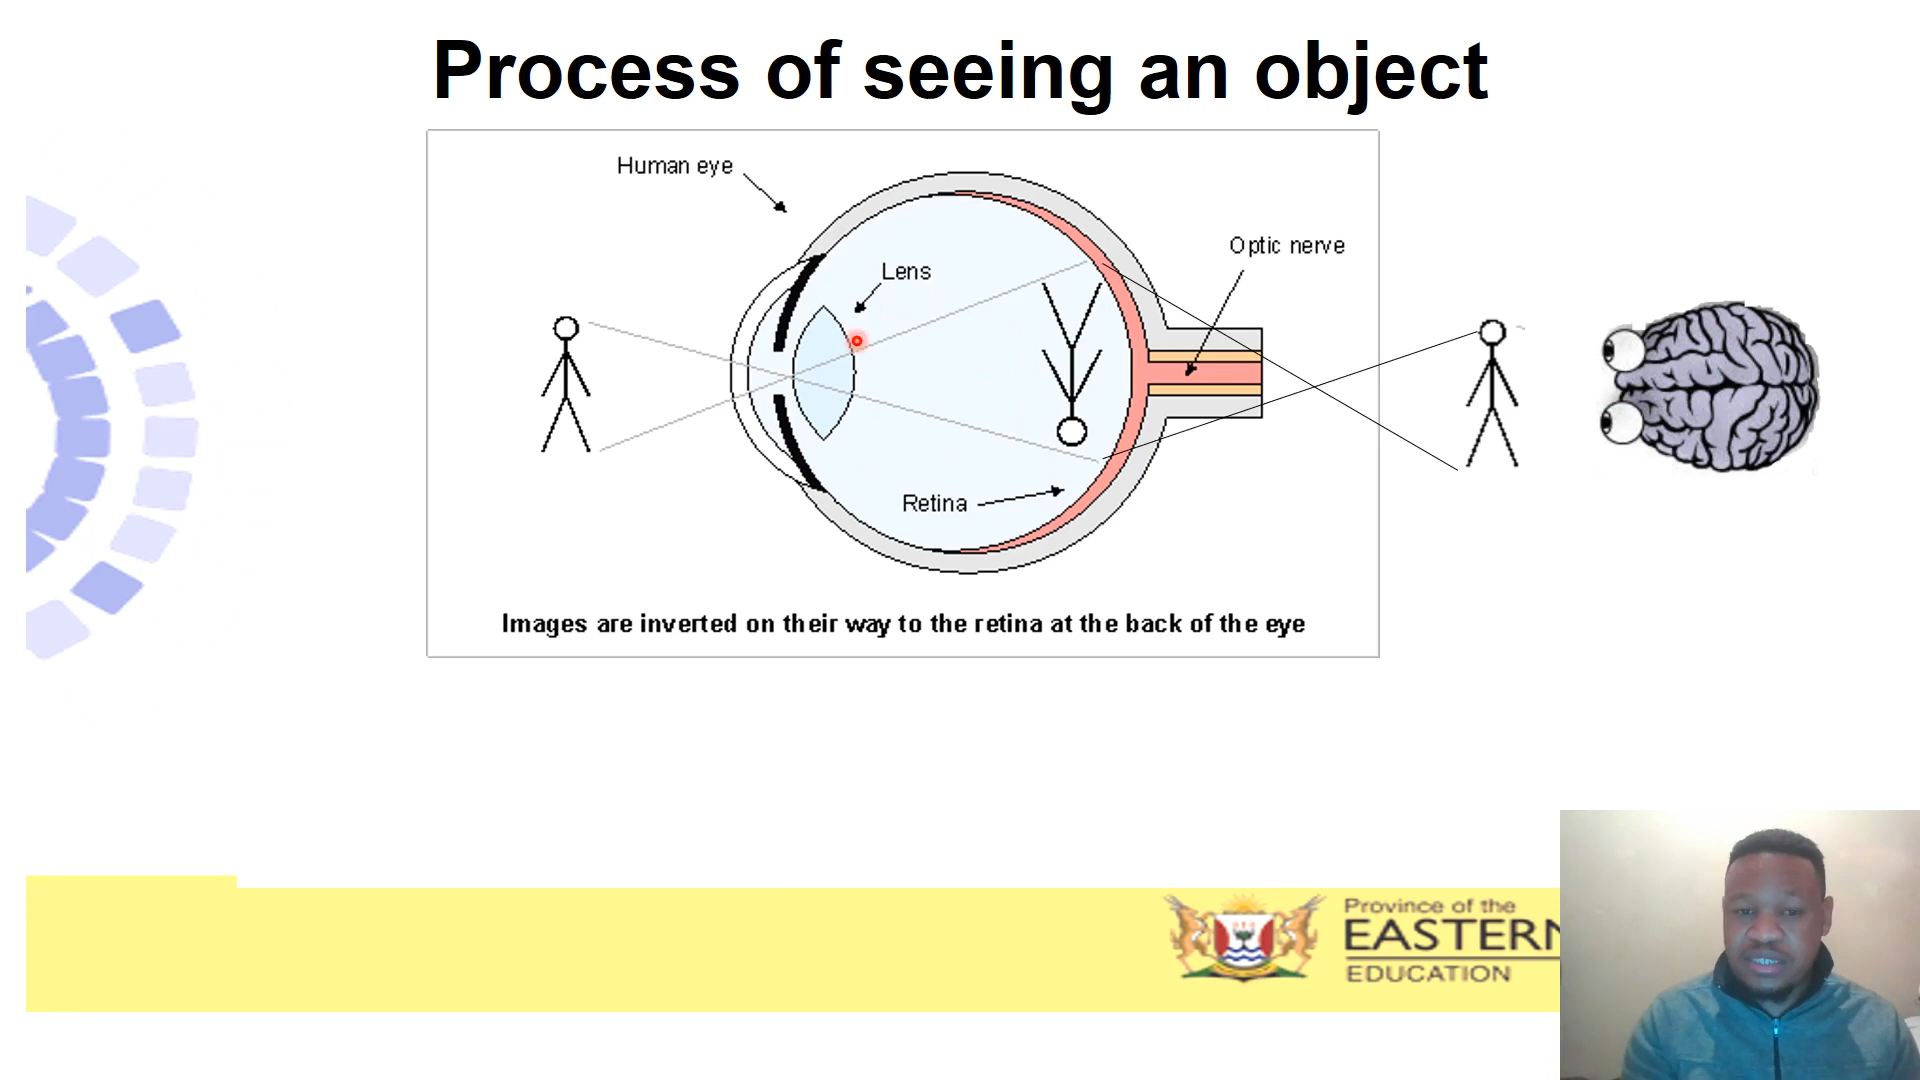 Process of seeing an object
Human eye
Optic nerve
Lens
Retina
Images are inverted on their way to the retina at the back of the eye
Province of the
EASTERN
EDUCATION